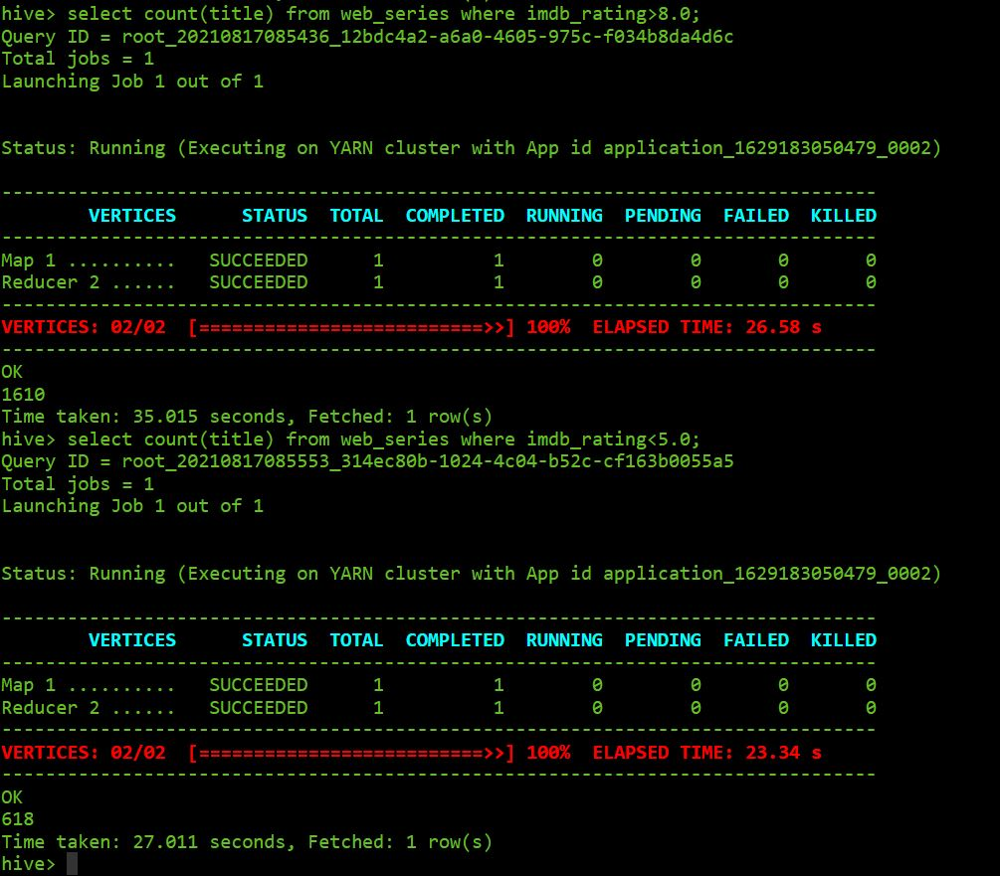 hive> select count(title) from web_series where imdb_rating>8.0;
Query ID = root_20210817085436_12bdc4a2-a6a0-4605-975c-f034b8da4d6c
Total jobs = 1
Launching Job 1 out of 1
Status: Running (Executing on YARN cluster with App id application_1629183050479_0002)
--------------------------------------------------------------------------------
        VERTICES      STATUS  TOTAL  COMPLETED  RUNNING  PENDING  FAILED  KILLED
--------------------------------------------------------------------------------
Map 1 ..........   SUCCEEDED      1          1        0        0       0       0
Reducer 2 ......   SUCCEEDED      1          1        0        0       0       0
--------------------------------------------------------------------------------
VERTICES: 02/02  [==========================>>] 100%  ELAPSED TIME: 26.58 s
--------------------------------------------------------------------------------
OK
1610
Time taken: 35.015 seconds, Fetched: 1 row(s)
hive> select count(title) from web_series where imdb_rating<5.0;
Query ID = root_20210817085553_314ec80b-1024-4c04-b52c-cf163b0055a5
Total jobs = 1
Launching Job 1 out of 1
Status: Running (Executing on YARN cluster with App id application_1629183050479_0002)
--------------------------------------------------------------------------------
        VERTICES      STATUS  TOTAL  COMPLETED  RUNNING  PENDING  FAILED  KILLED
--------------------------------------------------------------------------------
Map 1 ..........   SUCCEEDED      1          1        0        0       0       0
Reducer 2 ......   SUCCEEDED      1          1        0        0       0       0
--------------------------------------------------------------------------------
VERTICES: 02/02  [==========================>>] 100%  ELAPSED TIME: 23.34 s
--------------------------------------------------------------------------------
OK
618
Time taken: 27.011 seconds, Fetched: 1 row(s)
hive>